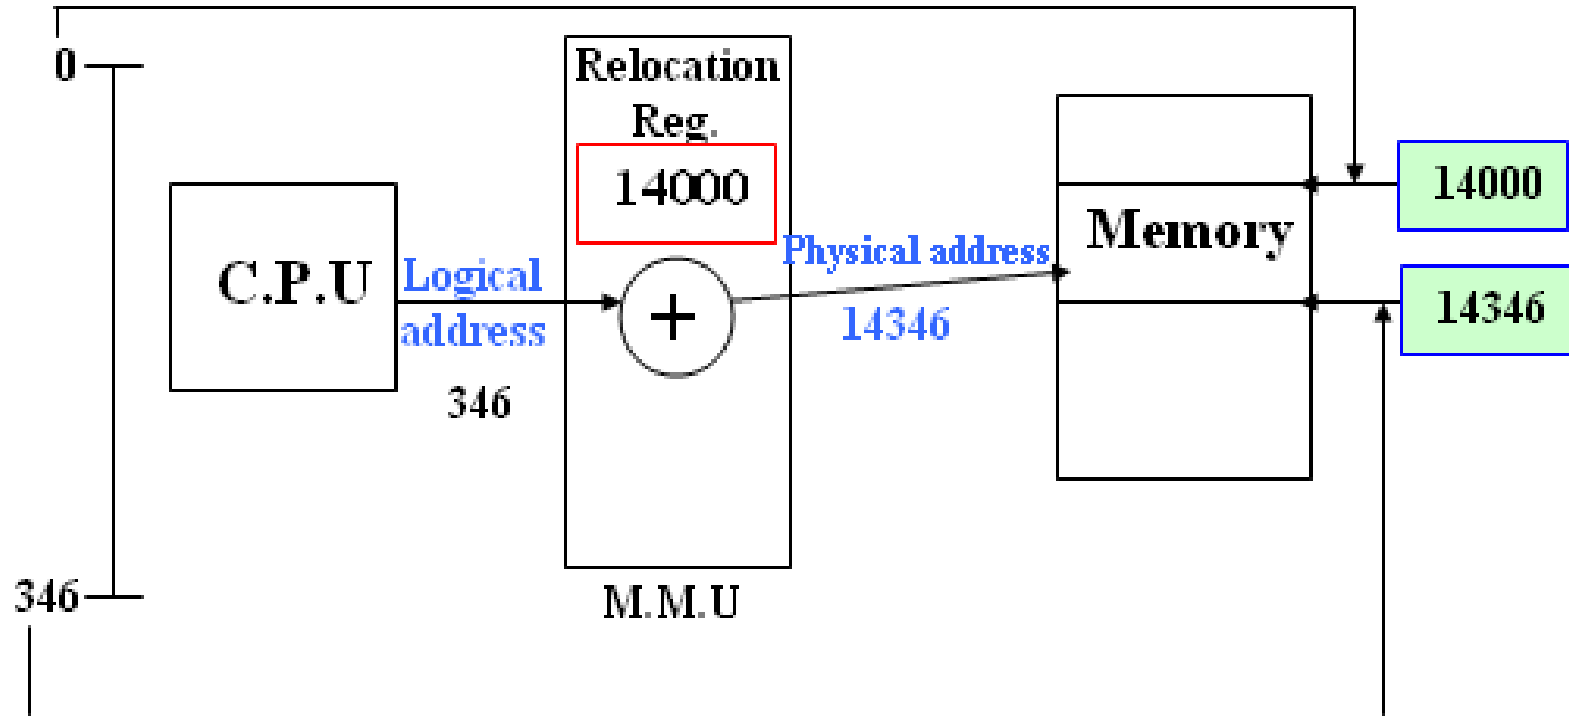 0
Relocation
Reg.
14000
14000
C.P.U
Logical
address
346
Physical address
14346
Memory
14346
+
346
M.M.U